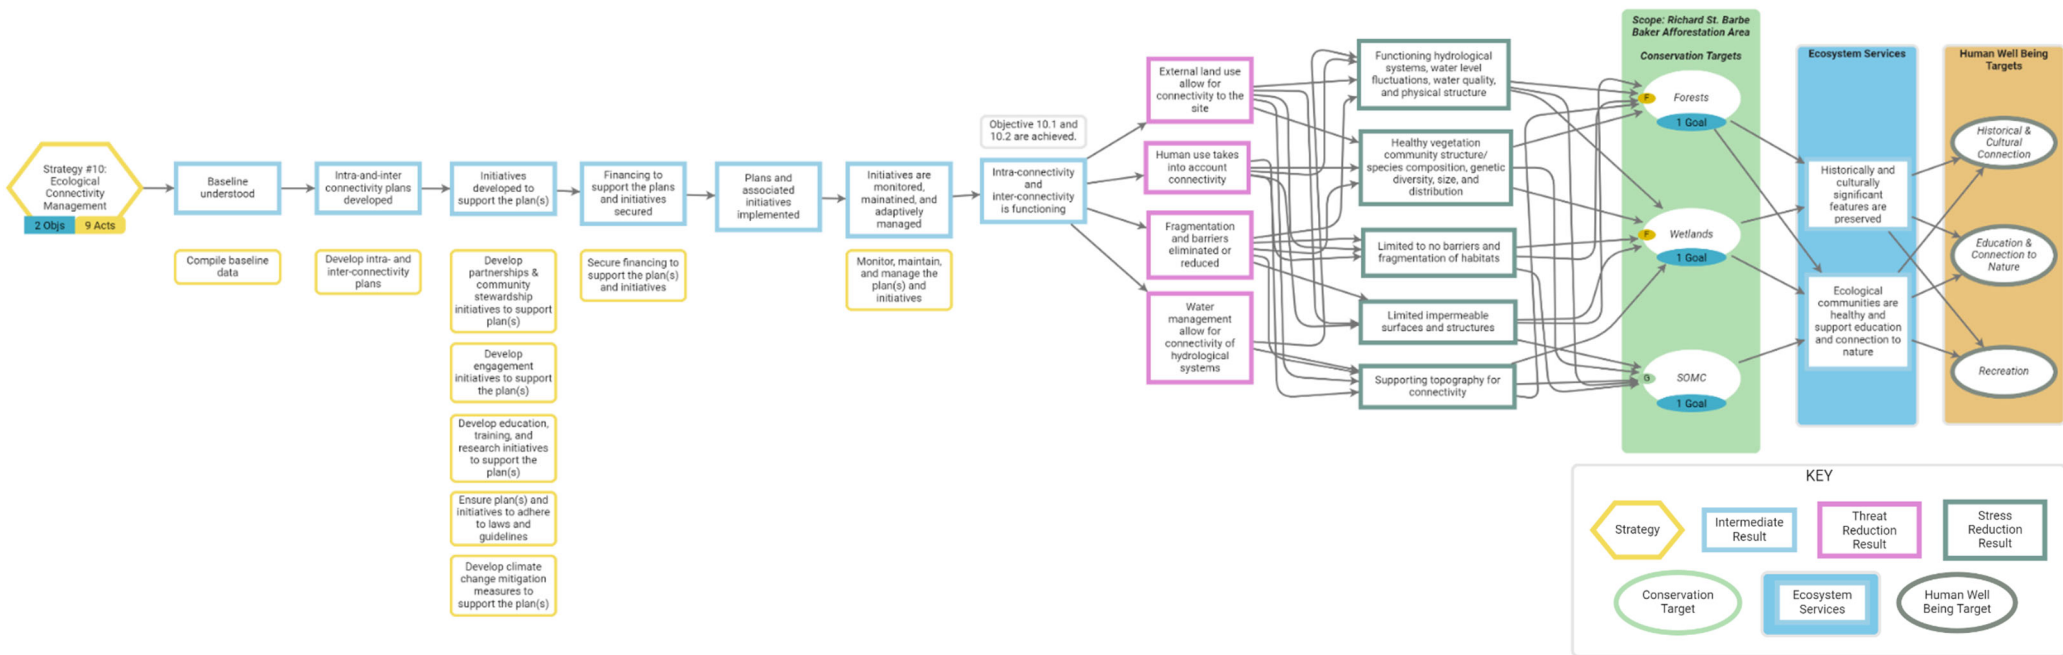 Strategy #10:
Ecological
Connectivity
Management
2 Objs
9 Acts
Baseline
understood
Compile baseline
data
Intra-and-inter
connectivity plans
developed
Develop intra- and
inter-connectivity
plans
Initiatives
developed to
support the plan(s)
Develop
partnerships &
community
stewardship
initiatives to support
plan(s)
Develop
engagement
initiatives to support
the plan(s)
Develop education,
training, and
research initiatives
to support the
plan(s)
Ensure plan(s) and
initiatives to adhere
to laws and
guidelines
Develop climate
change mitigation
measures to
support the plan(s)
Financing to
support the plans
and initiatives
secured
Secure financing to
support the plan(s)
and initiatives
Plans and
associated
initiatives
implemented
Initiatives are
monitored,
mainatined, and
adaptively
managed
Monitor, maintain,
and manage the
plan(s) and
initiatives
Objective 10.1 and
10.2 are achieved.
Intra-connectivity
and
inter-connectivity
is functioning
External land use
allow for
connectivity to the
site
Human use takes
into account
connectivity
Fragmentation
and barriers
eliminated or
reduced
Water
management
allow for
connectivity of
hydrological
systems
Functioning hydrological
systems, water level
fluctuations, water quality,
and physical structure
Healthy vegetation
community structure/
species composition, genetic
diversity, size, and
distribution
Limited to no barriers and
fragmentation of habitats
Limited impermeable
surfaces and structures
Supporting topography for
connectivity
Scope: Richard St. Barbe
Baker Afforestation Area
Conservation Targets
F
Forests
1 Goal
F
Wetlands
1 Goal
G
SOMC
1 Goal
Ecosystem Services
Historically and
culturally
significant
features are
preserved
Ecological
communities are
healthy and
support education
and connection to
nature
Human Well Being
Targets
Historical &
Cultural
Connection
Education &
Connection to
Nature
Recreation
KEY
Strategy
Intermediate
Result
Threat
Reduction
Result
Stress
Reduction
Result
Conservation
Target
Ecosystem
Services
Human Well
Being Target